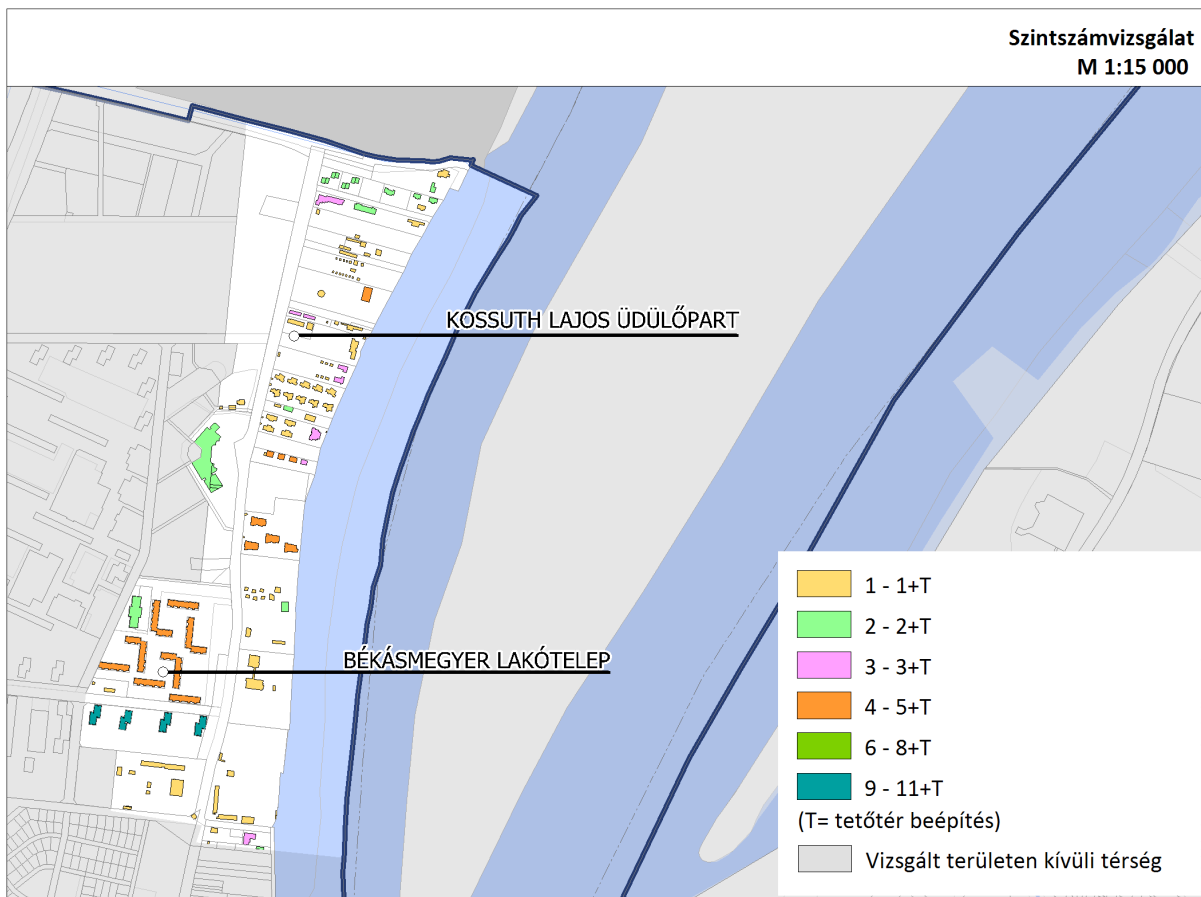 Szintszámvizsgálat
M 1:15 000
KOSSUTH LAJOS ÜDÜLŐPART
BÉKÁSMEGYER LAKÓTELEP
1 - 1+T
2 - 2+T
3 - 3+T
4 - 5+T
6 - 8+T
9 - 11+T
(T= tetőtér beépítés)
Vizsgált területen kívüli térség